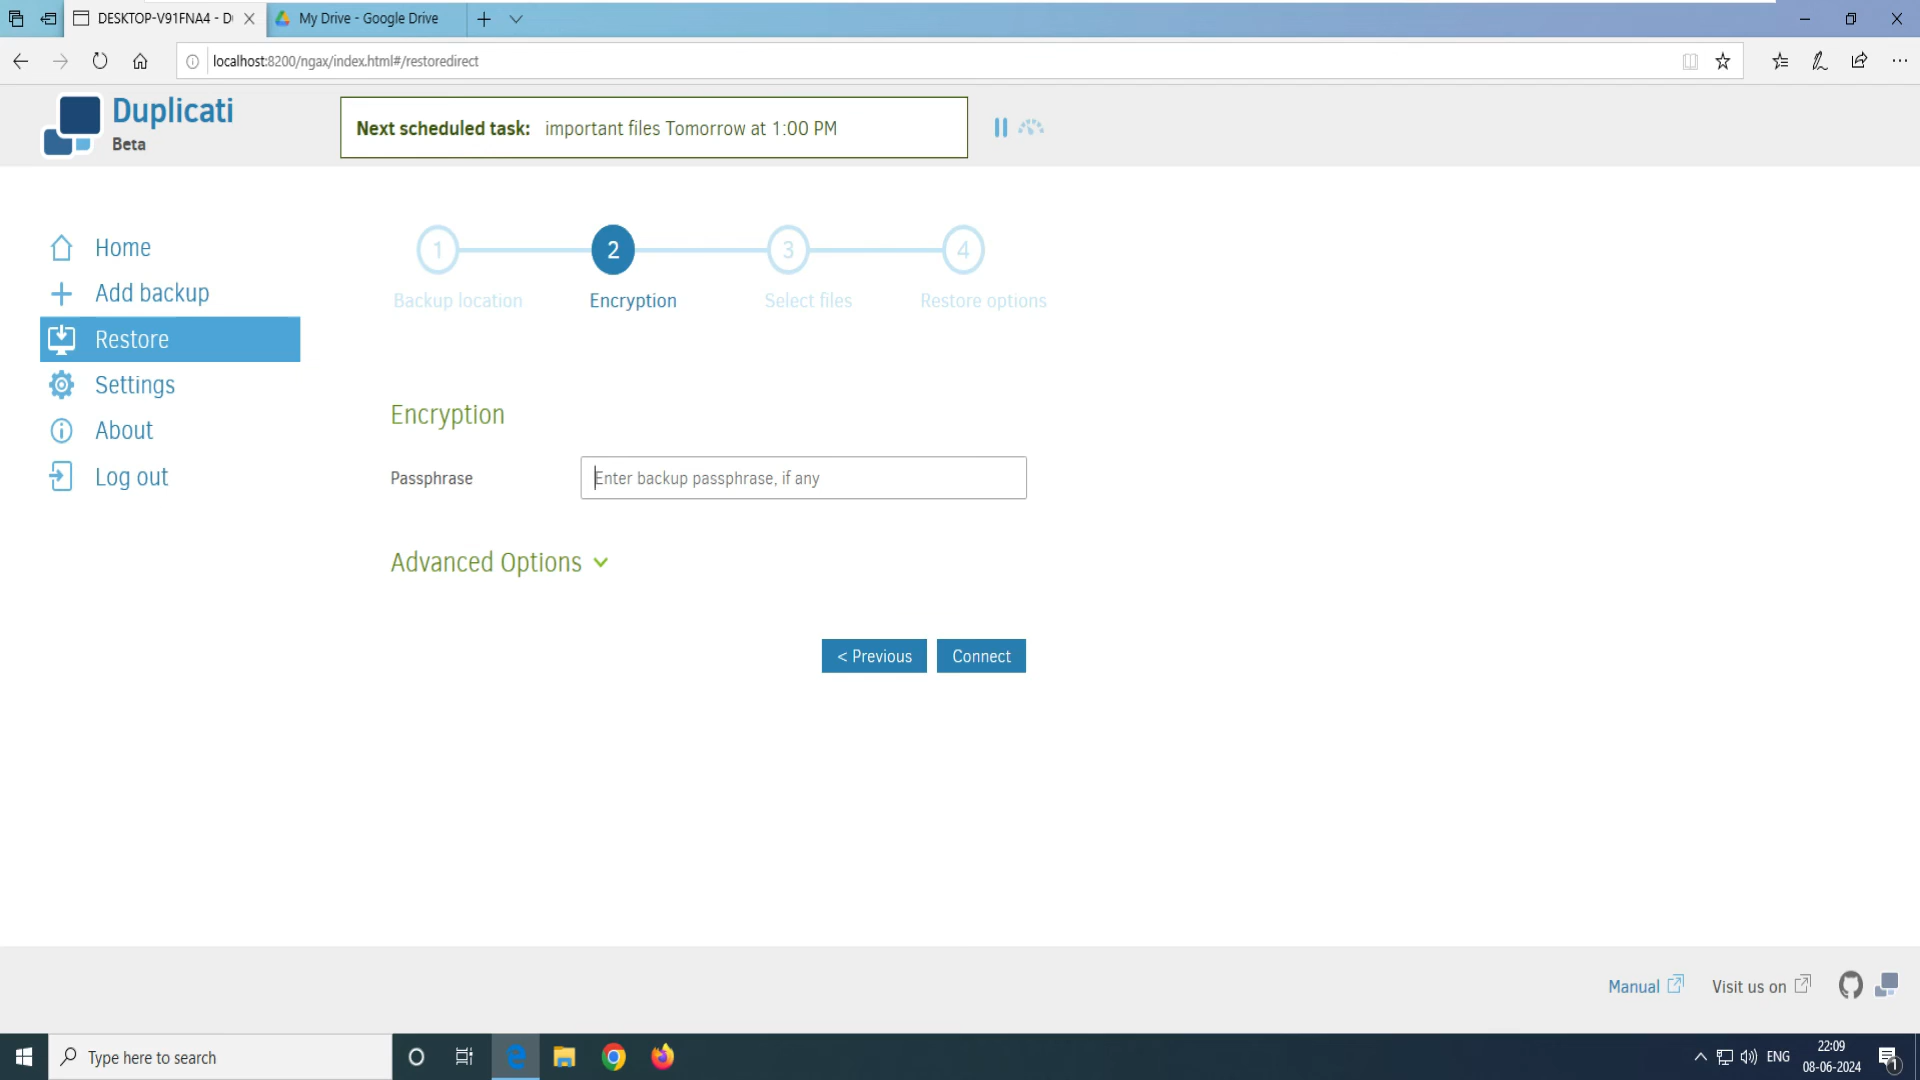 DESKTOP-V91FNA4 - D
My Drive - Google Drive
localhost:8200/ngax/index.html#/restoredirect
Duplicati
Beta
Next scheduled task: important files Tomorrow at 1:00 PM
Home
Add backup
Restore
Settings
About
Log out
1
2
3
4
Backup location
Encryption
Select files
Restore options
Encryption
Passphrase
Enter backup passphrase, if any
Advanced Options
< Previous
Connect
Manual
Visit us on
Type here to search
ENG
22:09
08-06-2024
1